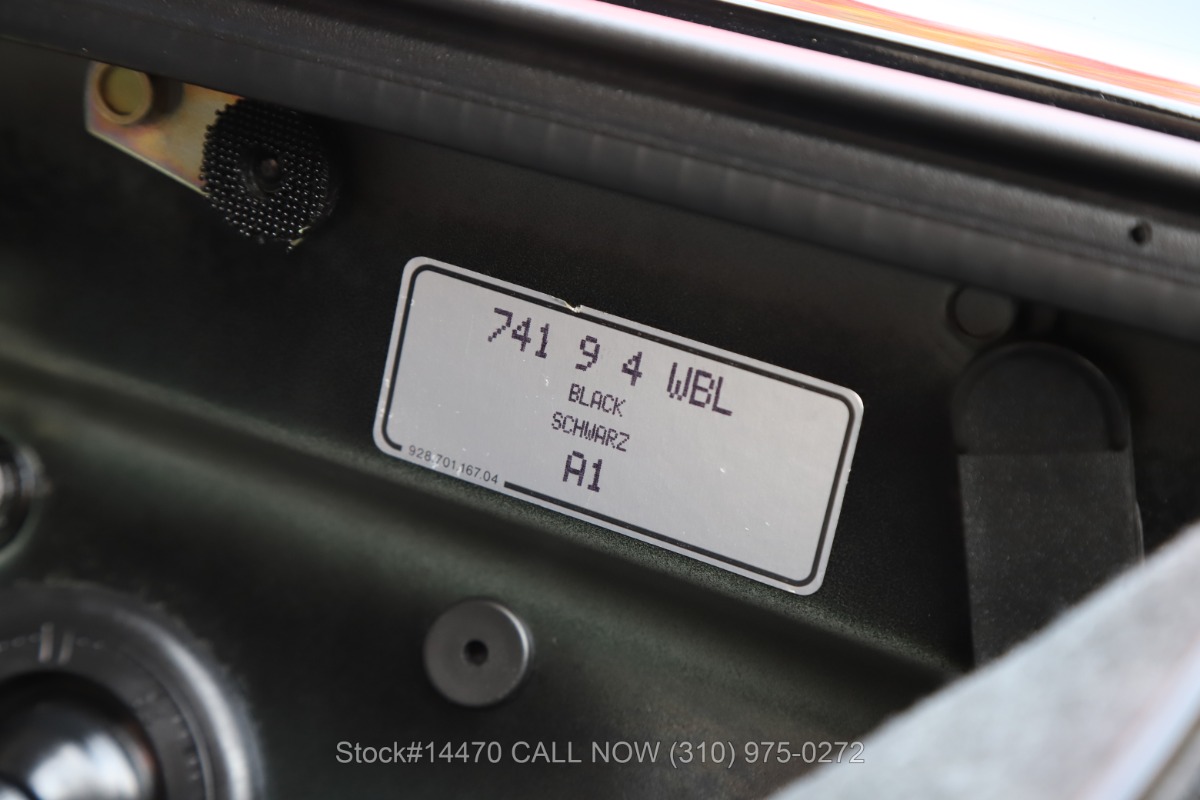 741 9 4 WBL
BLACK
SCHWARZ
A1
928.701.167.04
Stock#14470 CALL NOW (310) 975-0272